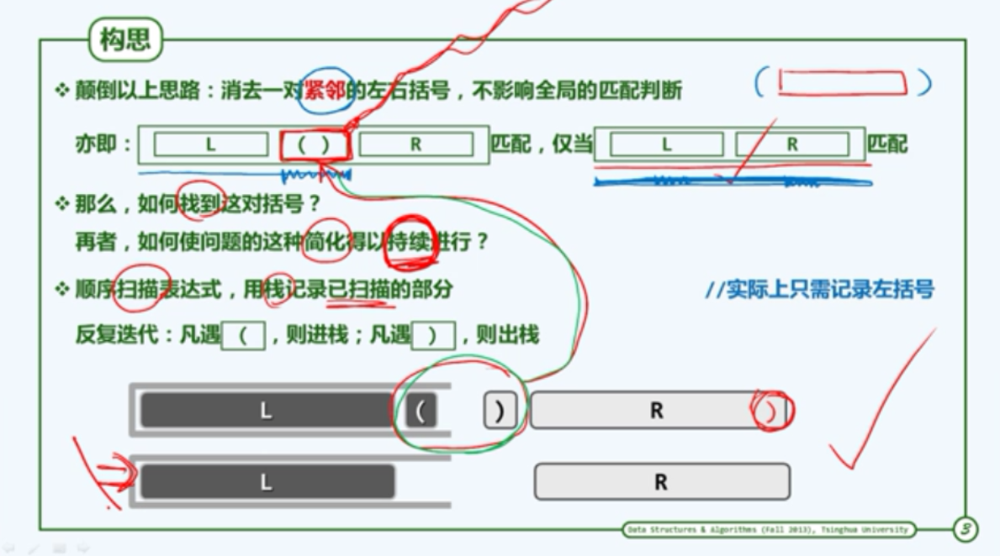 构思
❖ 颠倒以上思路：消去一对紧邻的左右括号，不影响全局的匹配判断 ( )
亦即： L ( ) R 匹配，仅当 L R 匹配
❖ 那么，如何找到这对括号？
再者，如何使问题的这种简化得以持续进行？
❖ 顺序扫描表达式，用栈记录已扫描的部分 //实际上只需记录左括号
反复迭代：凡遇 ( ，则进栈；凡遇 ) ，则出栈
L ( ) R )
L R
Data Structures & Algorithms (Fall 2013), Tsinghua University 3